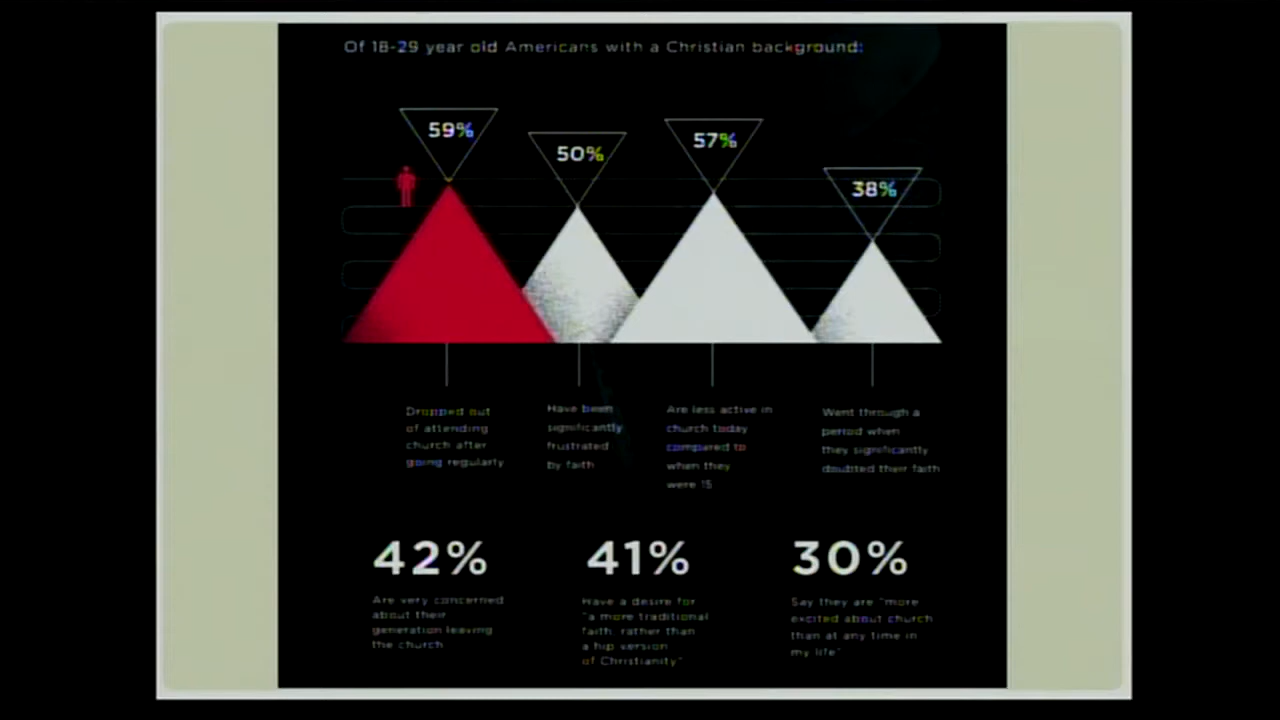 Of 18-29 year old Americans with a Christian background:
59%
50%
57%
38%
Dropped out
of attending
church after
going regularly
Have been
significantly
frustrated
by faith
Are less active in
church today
compared to
when they
were 15
Went through a
period when
they significantly
doubted their faith
42%
Are very concerned
about their
generation leaving
the church
41%
Have a desire for
"a more traditional
faith, rather than
a hip version
of Christianity"
30%
Say they are "more
excited about church
than at any time in
my life"